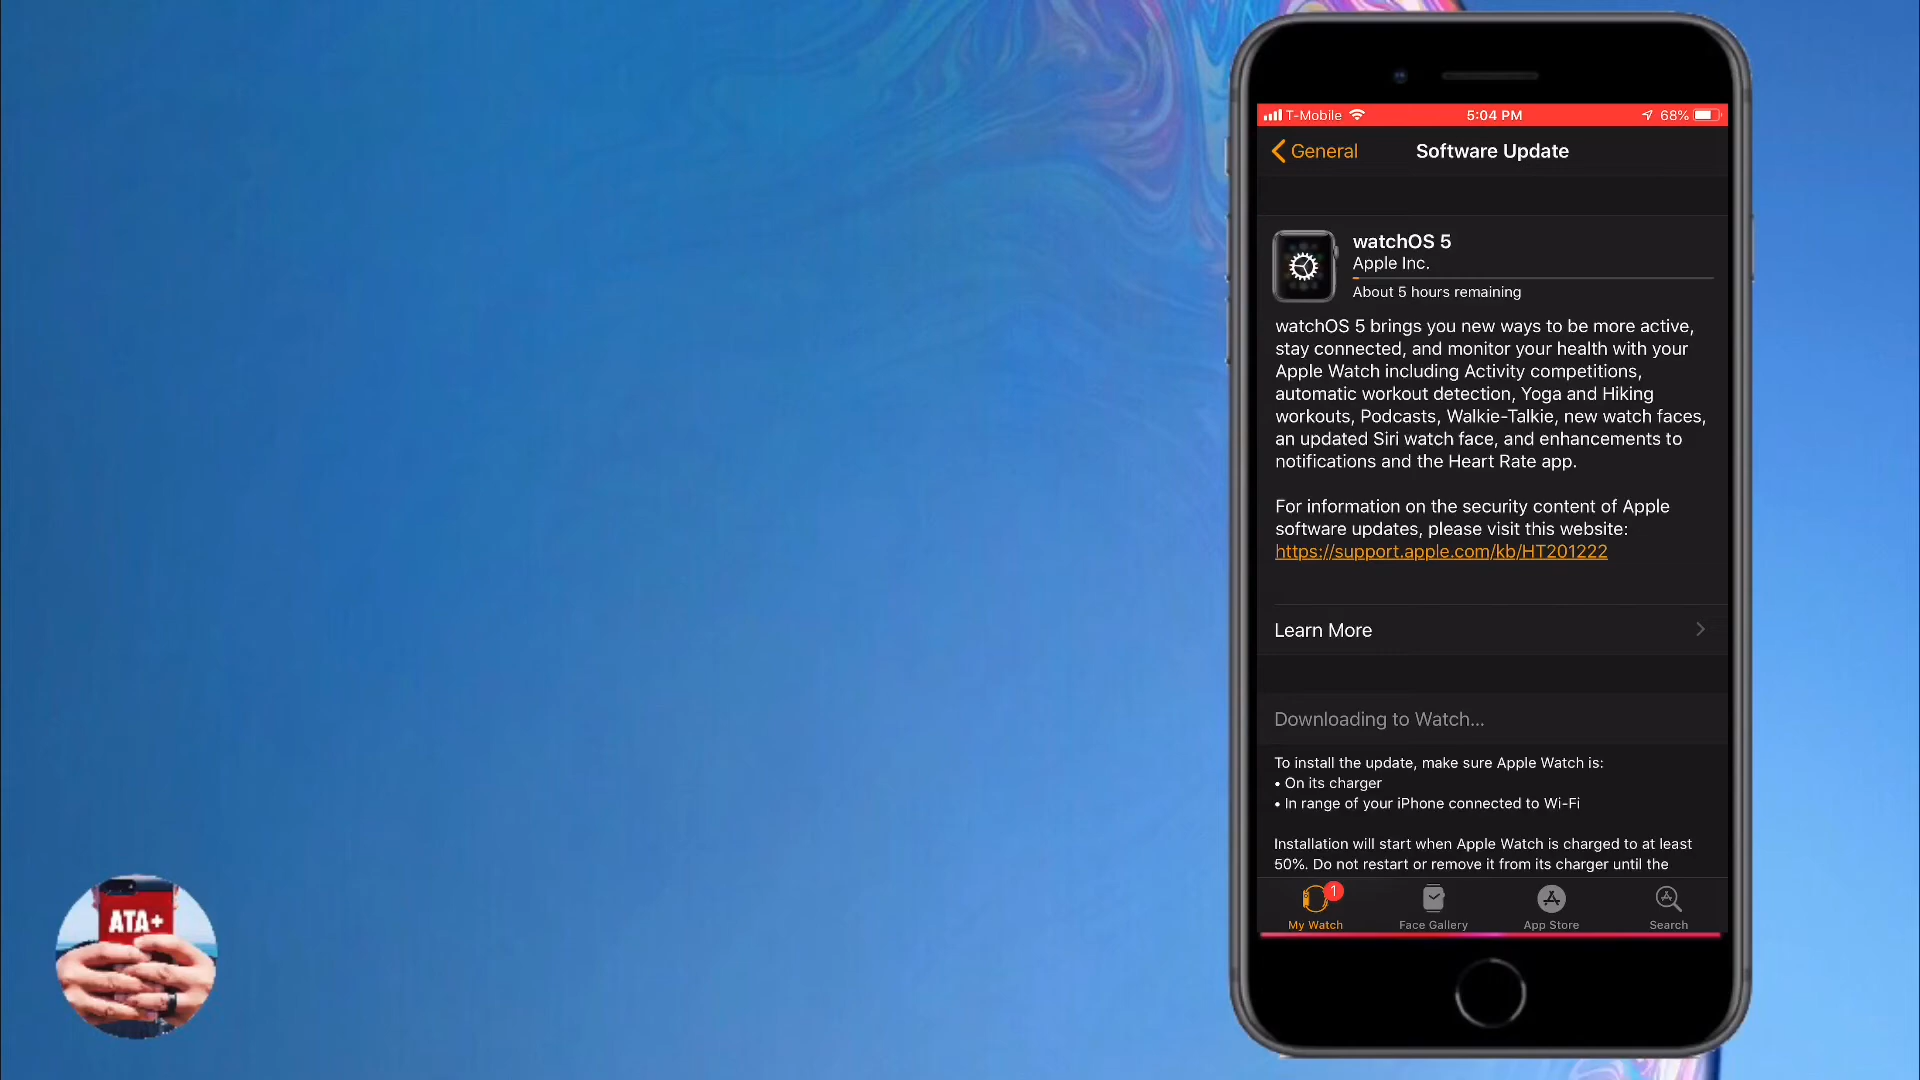 T-Mobile 5:04 PM 68%
General Software Update
watchOS 5
Apple Inc.
About 5 hours remaining
watchOS 5 brings you new ways to be more active,
stay connected, and monitor your health with your
Apple Watch including Activity competitions,
automatic workout detection, Yoga and Hiking
workouts, Podcasts, Walkie-Talkie, new watch faces,
an updated Siri watch face, and enhancements to
notifications and the Heart Rate app.
For information on the security content of Apple
software updates, please visit this website:
https://support.apple.com/kb/HT201222
Learn More
Downloading to Watch...
To install the update, make sure Apple Watch is:
• On its charger
• In range of your iPhone connected to Wi-Fi
Installation will start when Apple Watch is charged to at least
50%. Do not restart or remove it from its charger until the
1
My Watch Face Gallery App Store Search
ATA+